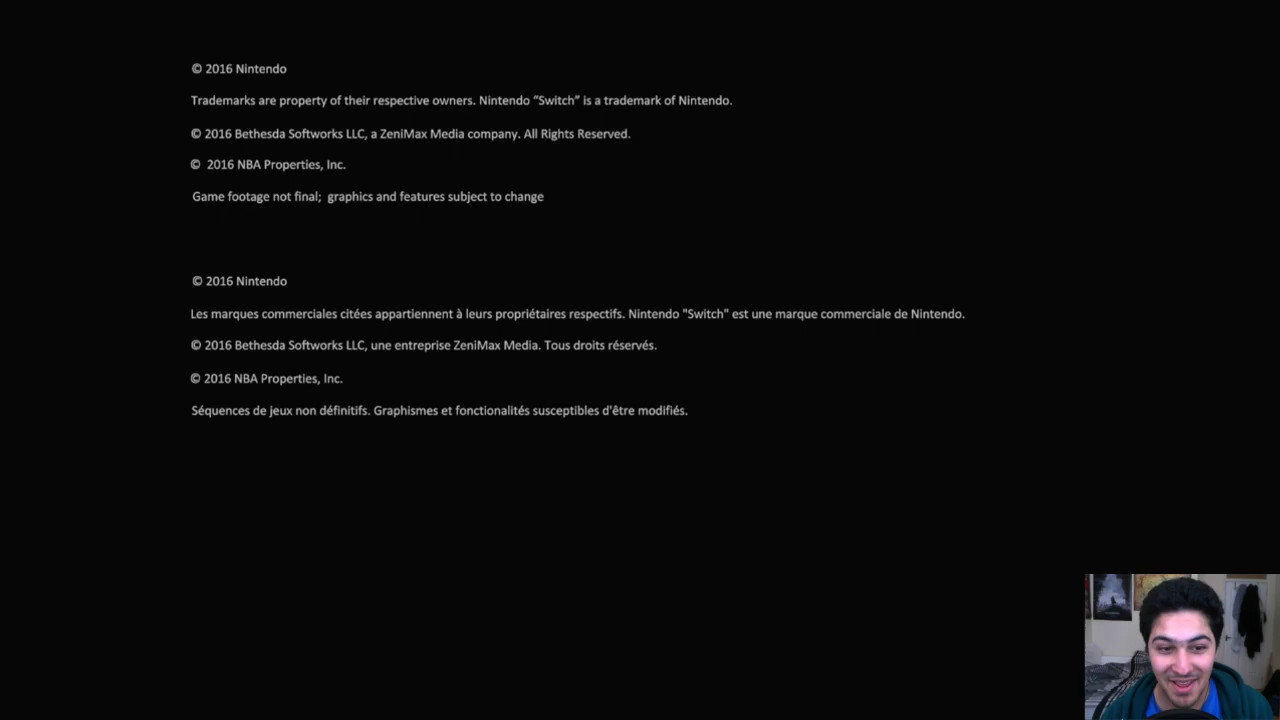 © 2016 Nintendo
Trademarks are property of their respective owners. Nintendo “Switch” is a trademark of Nintendo.
© 2016 Bethesda Softworks LLC, a ZeniMax Media company. All Rights Reserved.
© 2016 NBA Properties, Inc.
Game footage not final; graphics and features subject to change
© 2016 Nintendo
Les marques commerciales citées appartiennent à leurs propriétaires respectifs. Nintendo "Switch" est une marque commerciale de Nintendo.
© 2016 Bethesda Softworks LLC, une entreprise ZeniMax Media. Tous droits réservés.
© 2016 NBA Properties, Inc.
Séquences de jeux non définitifs. Graphismes et fonctionalités susceptibles d'être modifiés.